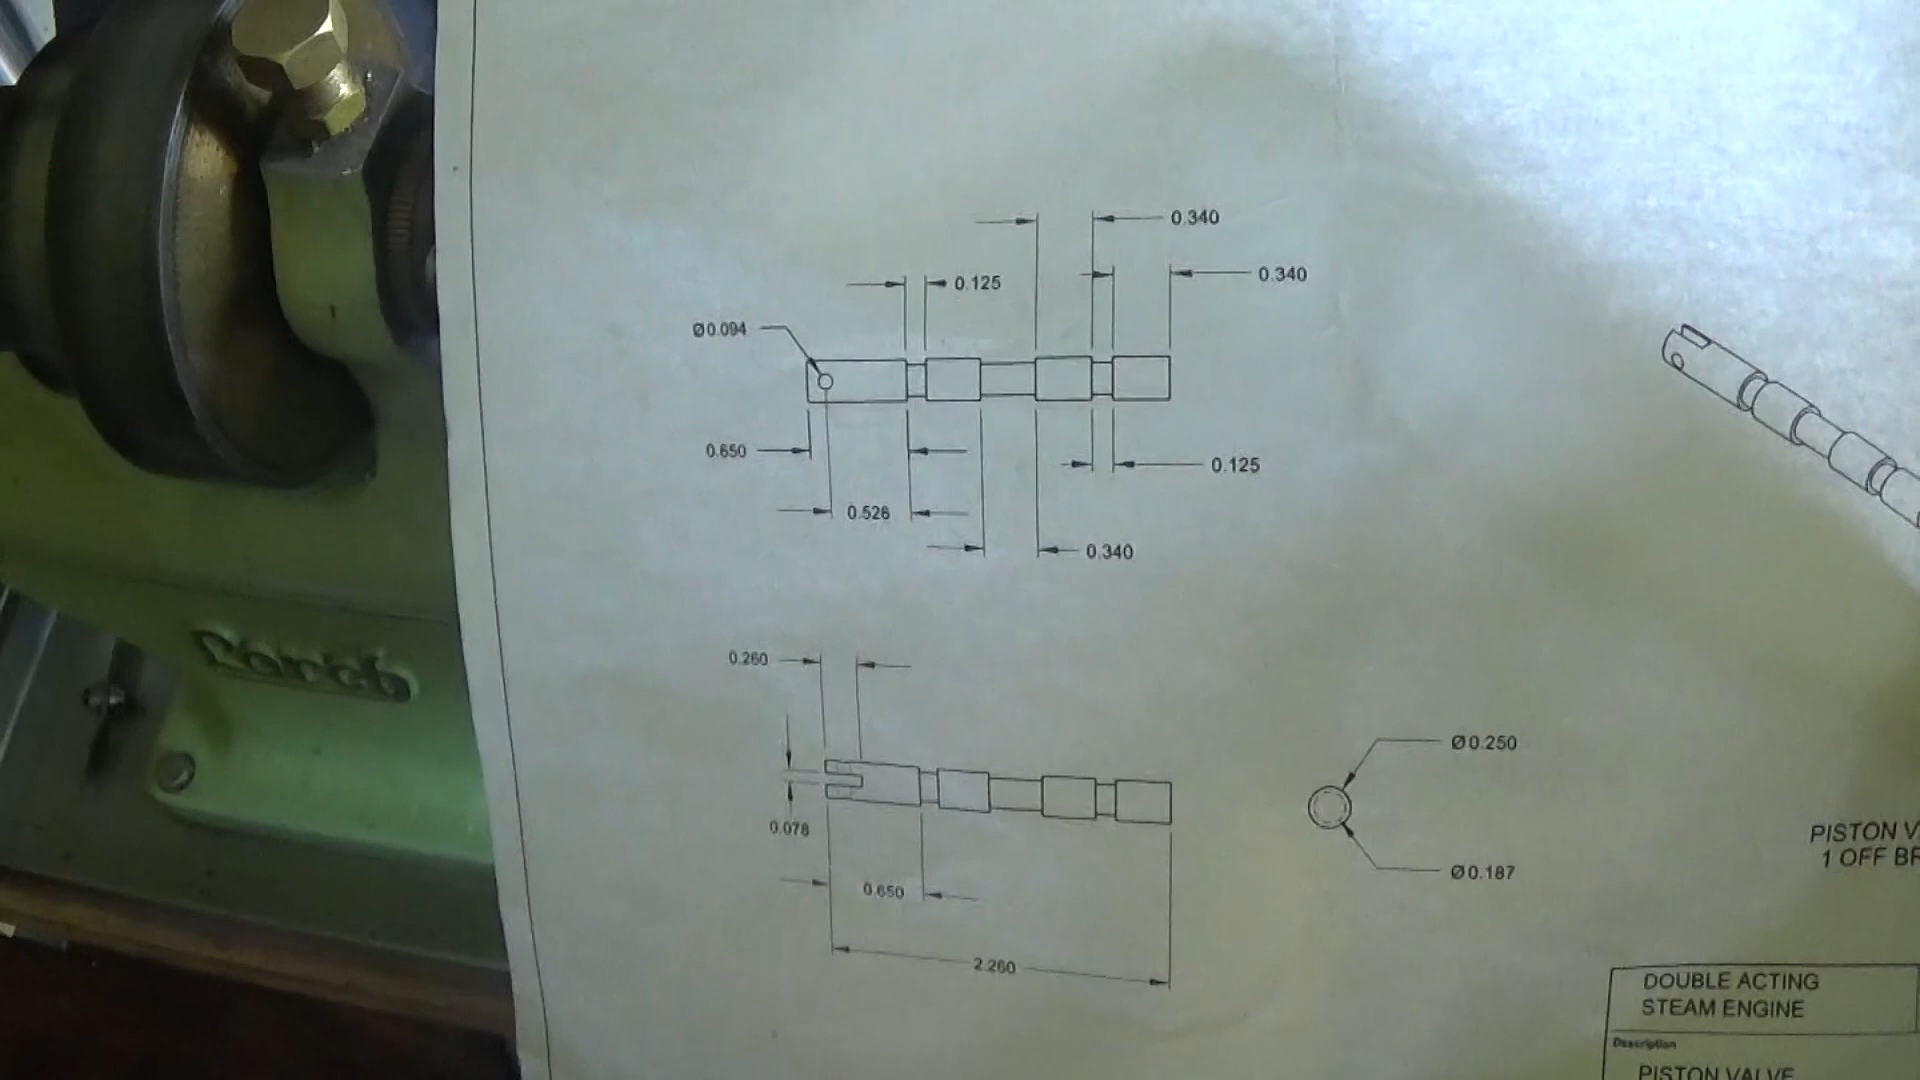 0.340
0.340
0.125
Ø0.094
0.650
0.125
0.526
0.340
0.260
Ø0.250
0.078
PISTON V
1 OFF BR
Ø0.187
0.650
2.260
DOUBLE ACTING
STEAM ENGINE
Description
PISTON VALVE